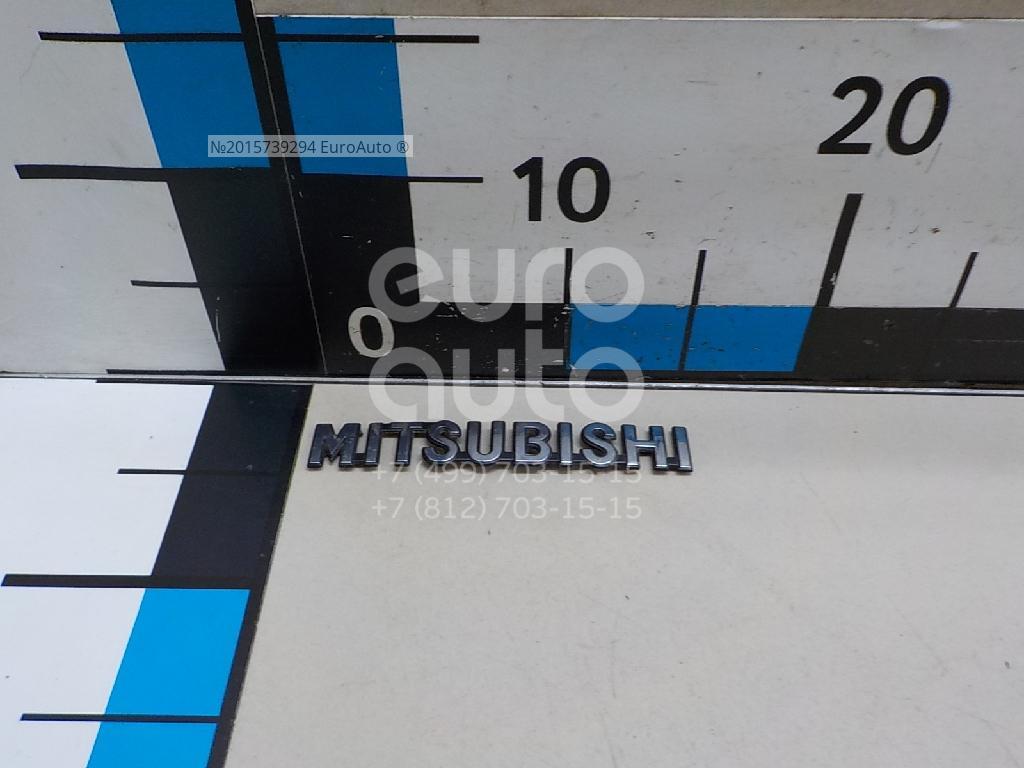 20
№2015739294 EuroAuto ®
10
0
euro
auto
MITSUBISHI
+7 (499) 703-15-15
+7 (812) 703-15-15